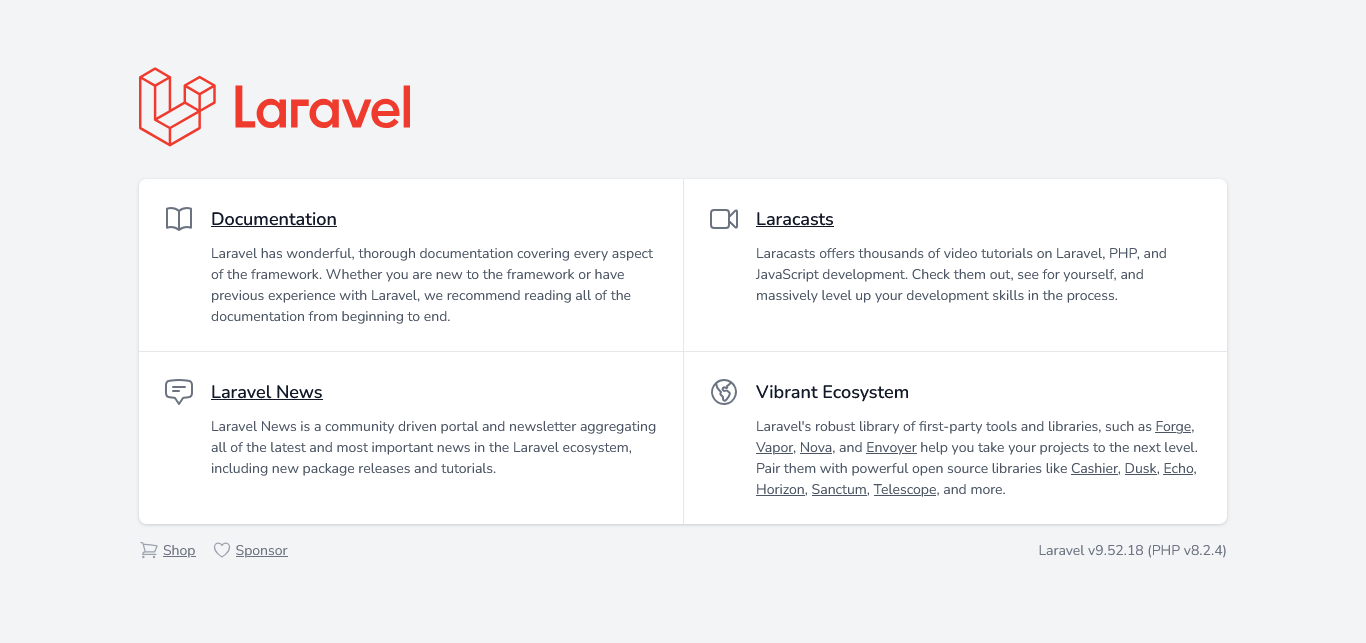 Laravel
Documentation
Laravel has wonderful, thorough documentation covering every aspect
of the framework. Whether you are new to the framework or have
previous experience with Laravel, we recommend reading all of the
documentation from beginning to end.
Laracasts
Laracasts offers thousands of video tutorials on Laravel, PHP, and
JavaScript development. Check them out, see for yourself, and
massively level up your development skills in the process.
Laravel News
Laravel News is a community driven portal and newsletter aggregating
all of the latest and most important news in the Laravel ecosystem,
including new package releases and tutorials.
Vibrant Ecosystem
Laravel's robust library of first-party tools and libraries, such as Forge,
Vapor, Nova, and Envoyer help you take your projects to the next level.
Pair them with powerful open source libraries like Cashier, Dusk, Echo,
Horizon, Sanctum, Telescope, and more.
Shop
Sponsor
Laravel v9.52.18 (PHP v8.2.4)